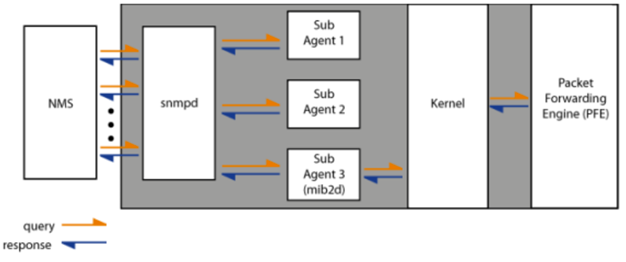 NMS
snmpd
Sub
Agent 1
Sub
Agent 2
Sub
Agent 3
(mib2d)
Kernel
Packet
Forwarding
Engine (PFE)
query
response